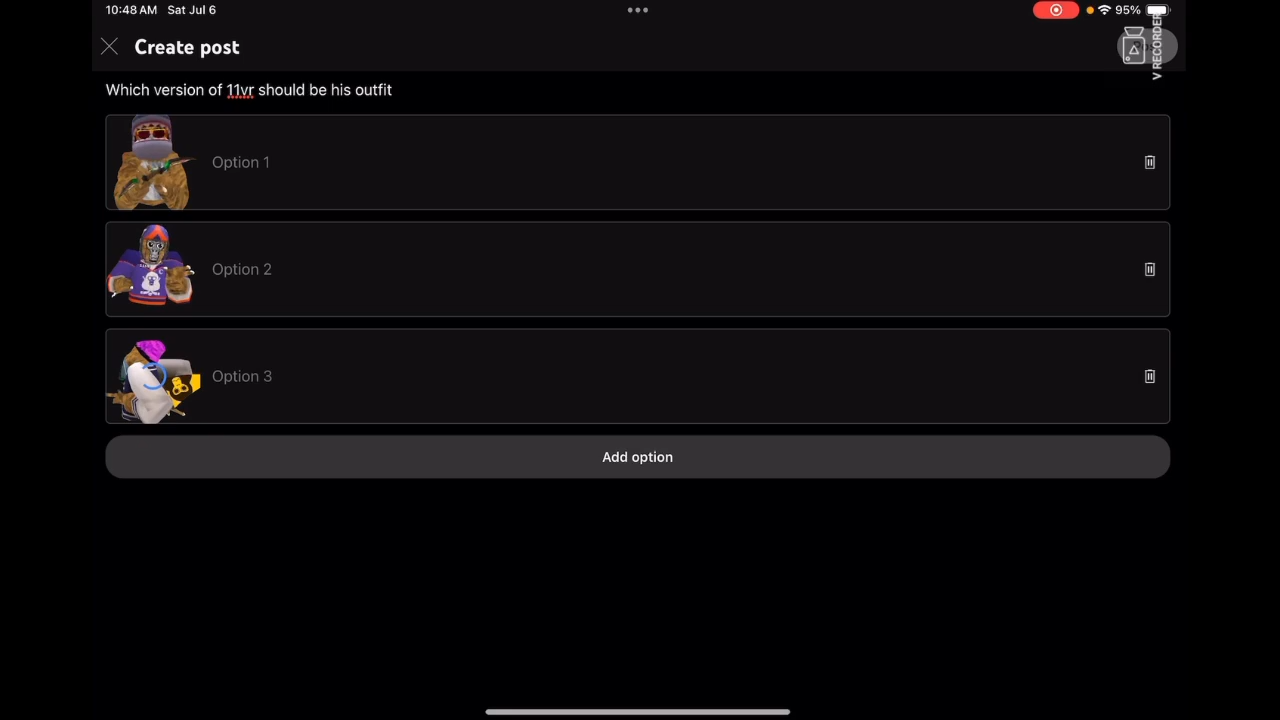 10:48 AM Sat Jul 6
95%
Create post
V RECORDER
Which version of 11vr should be his outfit
Option 1
Option 2
Option 3
Add option